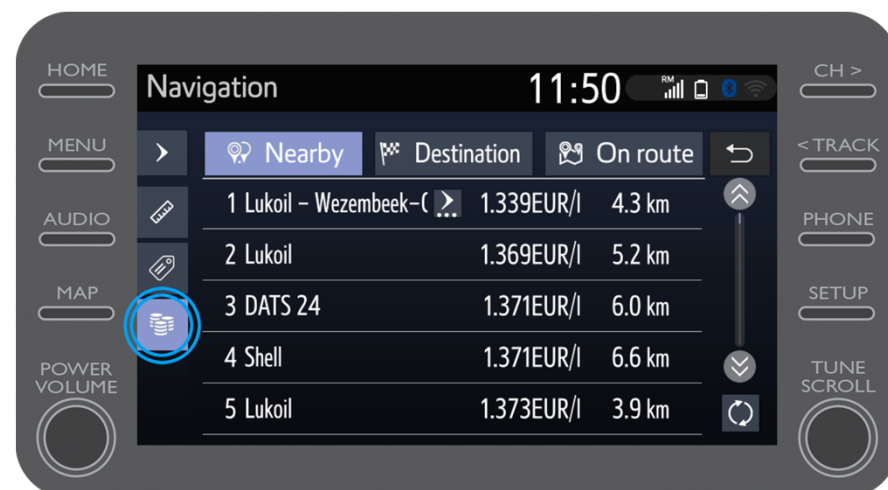 HOME
CH >
Navigation 11:50 RM
MENU
< TRACK
Nearby Destination On route
1 Lukoil – Wezembeek–( 1.339EUR/l 4.3 km
AUDIO
PHONE
2 Lukoil 1.369EUR/l 5.2 km
MAP
SETUP
3 DATS 24 1.371EUR/l 6.0 km
4 Shell 1.371EUR/l 6.6 km
POWER
VOLUME
TUNE
SCROLL
5 Lukoil 1.373EUR/l 3.9 km